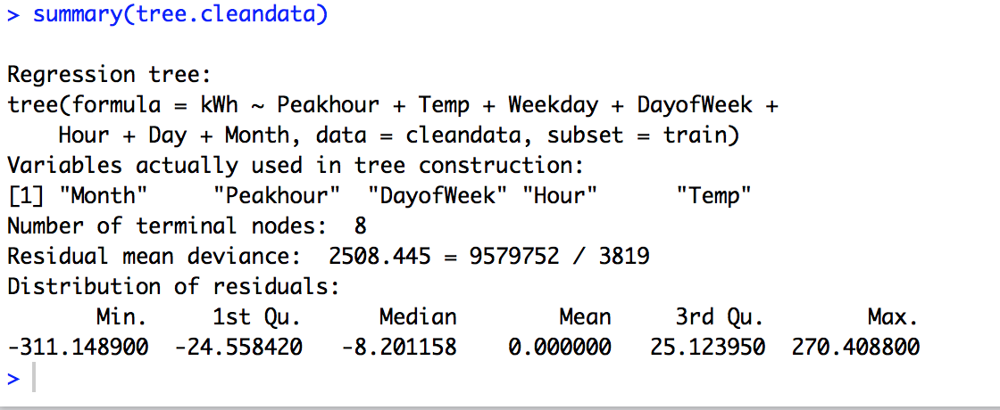 > summary(tree.cleandata)
Regression tree:
tree(formula = kWh ~ Peakhour + Temp + Weekday + DayofWeek +
    Hour + Day + Month, data = cleandata, subset = train)
Variables actually used in tree construction:
[1] "Month"     "Peakhour"  "DayofWeek" "Hour"      "Temp"
Number of terminal nodes:  8
Residual mean deviance:  2508.445 = 9579752 / 3819
Distribution of residuals:
       Min.     1st Qu.      Median        Mean     3rd Qu.        Max.
-311.148900  -24.558420   -8.201158    0.000000   25.123950  270.408800
>